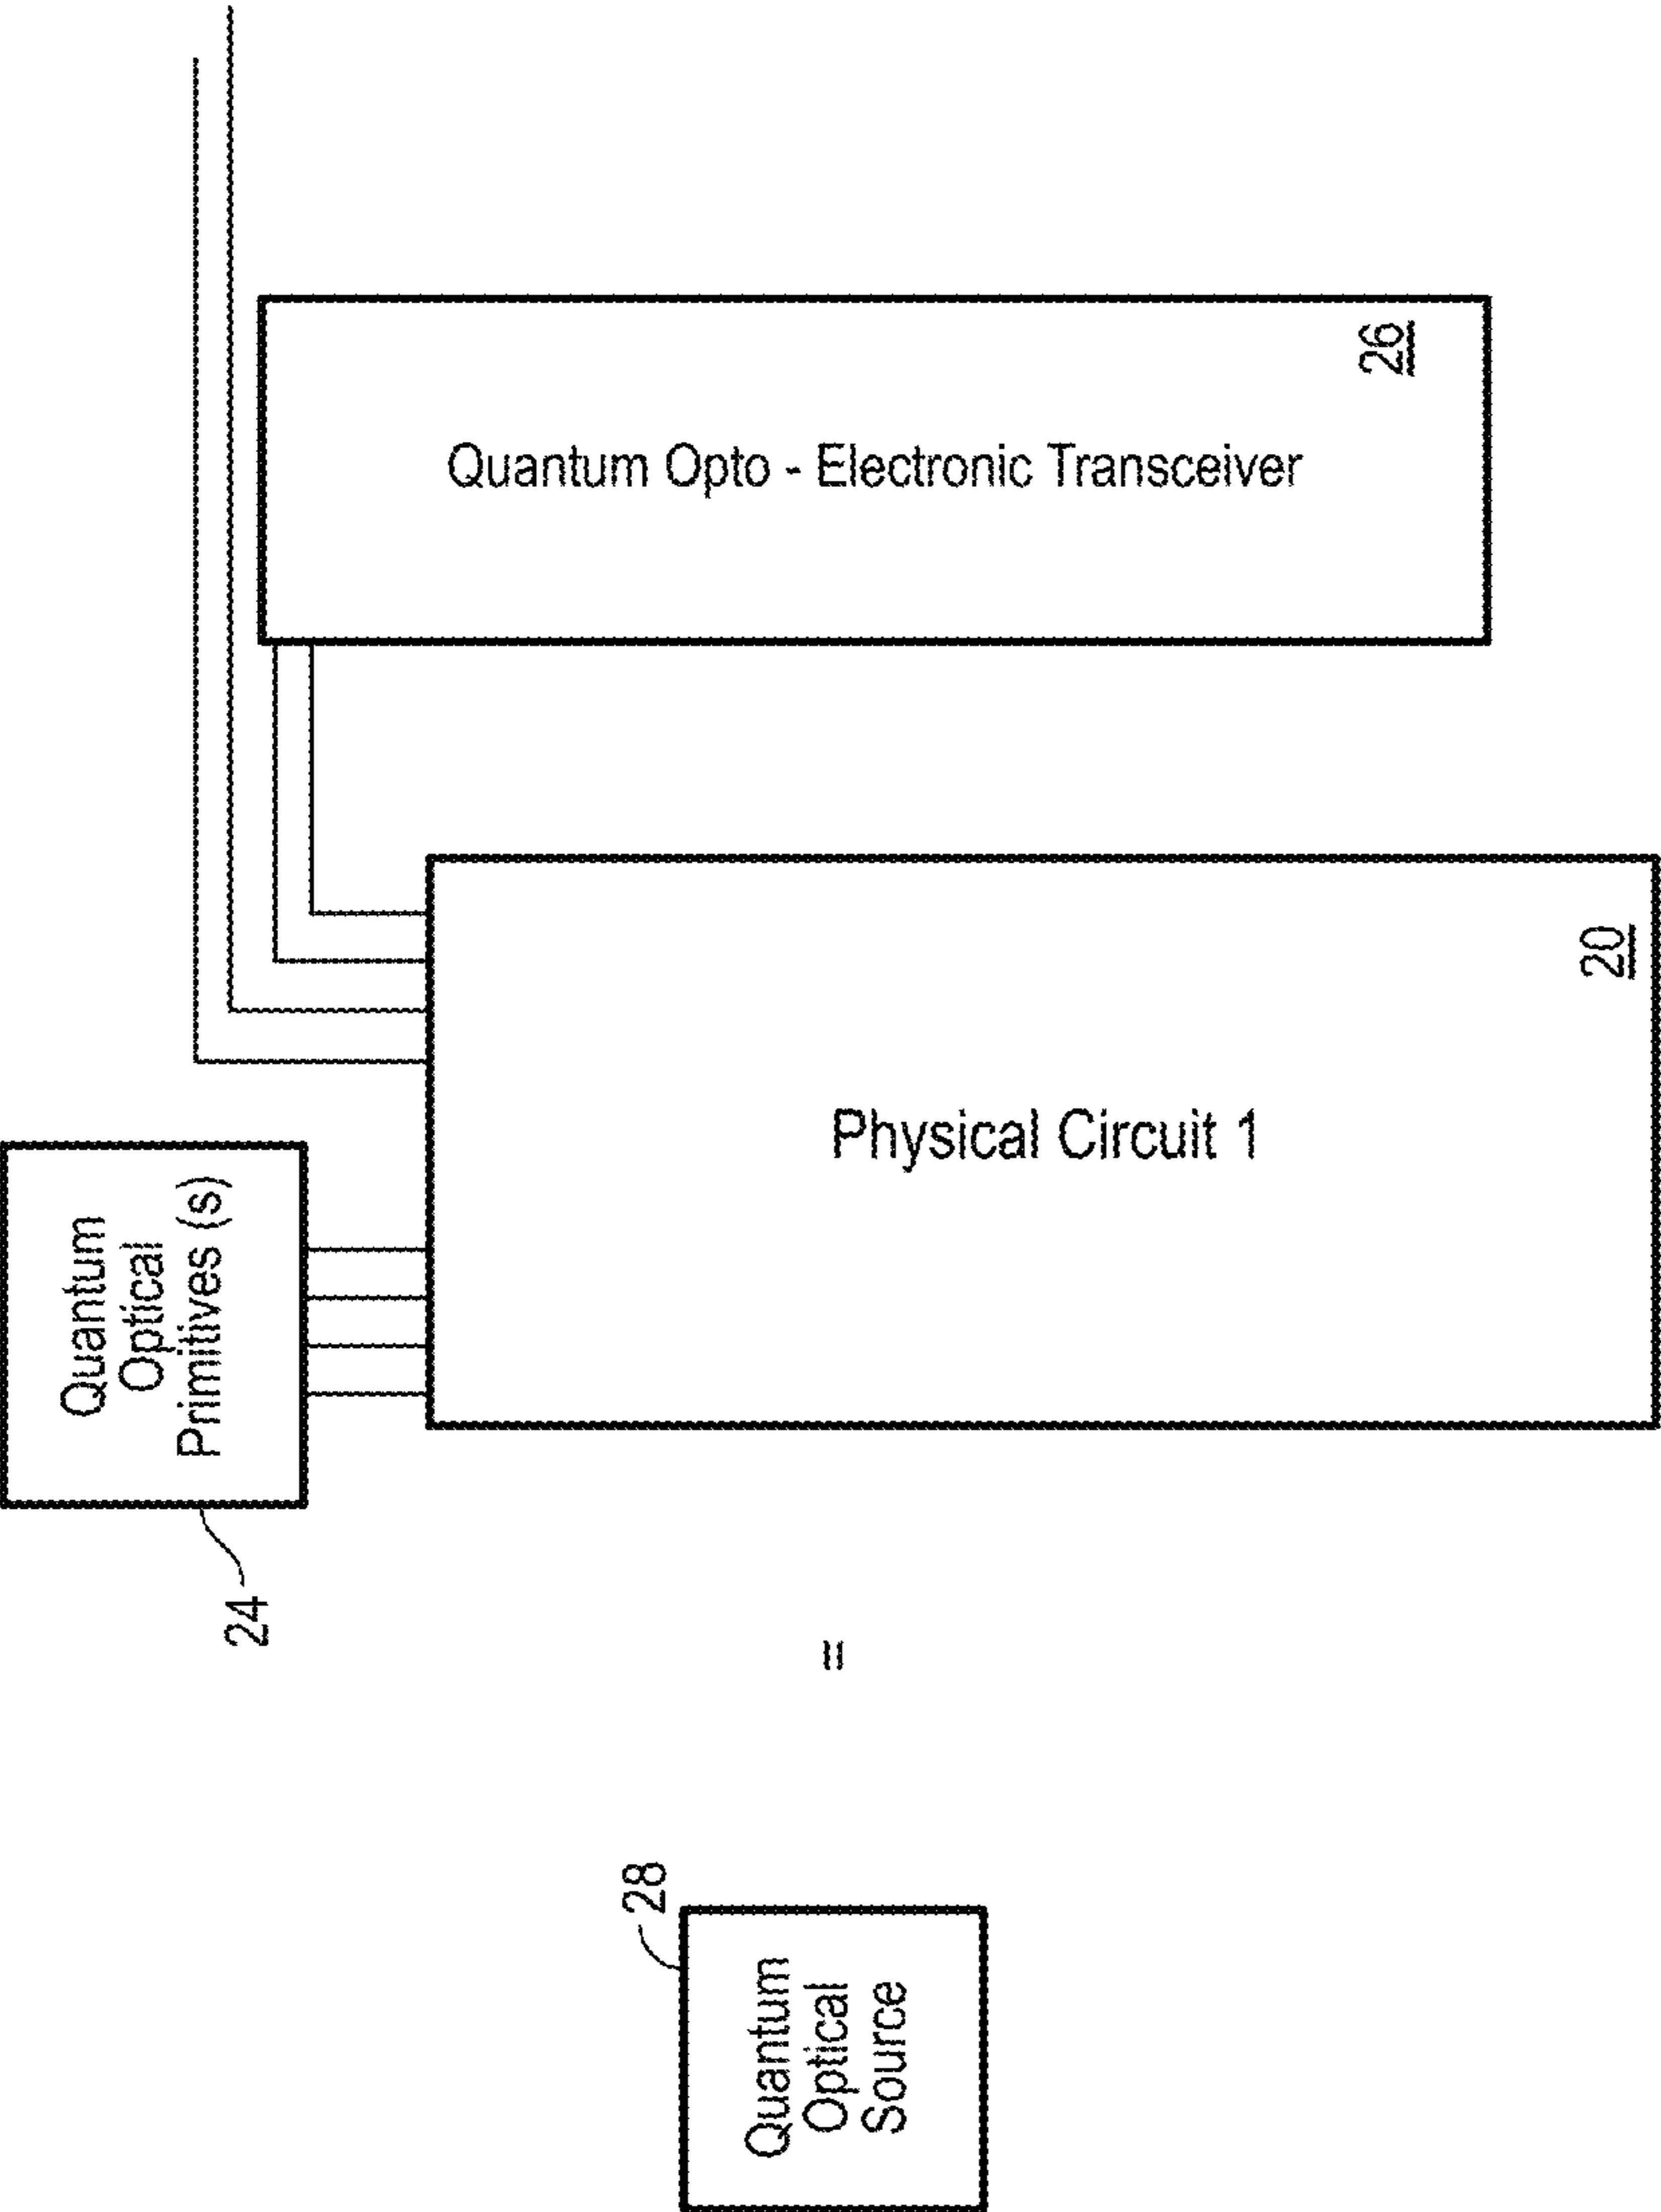 Quantum
Optical
Source
28
=
24
Quantum
Optical
Primitives (s)
Physical Circuit 1
20
Quantum Opto - Electronic Transceiver
26